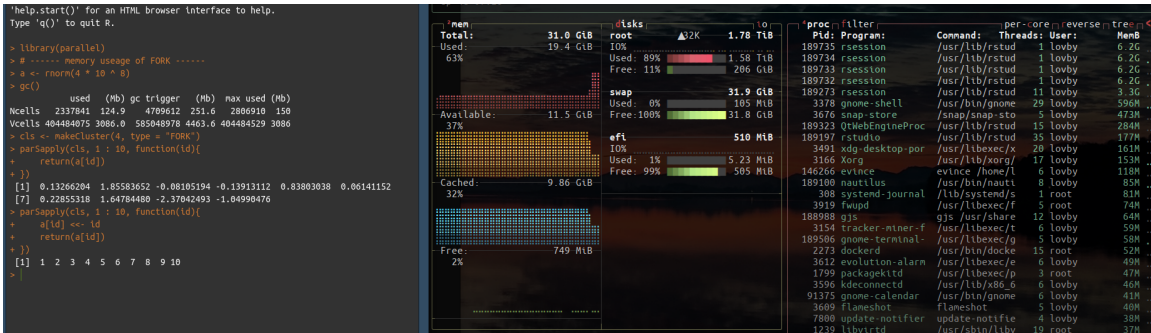 'help.start()' for an HTML browser interface to help.
Type 'q()' to quit R.
> library(parallel)
> # ------ memory useage of FORK ------
> a <- rnorm(4 * 10 ^ 8)
> gc()
used (Mb) gc trigger (Mb) max used (Mb)
Ncells 2337841 124.9 4709612 251.6 2806910 150
Vcells 404484075 3086.0 585048978 4463.6 404484529 3086
> cls <- makeCluster(4, type = "FORK")
> parSapply(cls, 1 : 10, function(id){
+ return(a[id])
+ })
[1] 0.13266204 1.85583652 -0.08105194 -0.13913112 0.83803038 0.06141152
[7] 0.22855318 1.64784480 -2.37042493 -1.04990476
> parSapply(cls, 1 : 10, function(id){
+ a[id] <<- id
+ return(a[id])
+ })
[1] 1 2 3 4 5 6 7 8 9 10
>
mem
Total: 31.0 GiB
Used: 19.4 GiB
63%
Available: 11.5 GiB
37%
Cached: 9.86 GiB
32%
Free: 749 MiB
2%
disks io
root ▲32K 1.78 TiB
IO%
Used: 89% 1.58 TiB
Free: 11% 206 GiB
swap 31.9 GiB
Used: 0% 105 MiB
Free:100% 31.8 GiB
efi 510 MiB
IO%
Used: 1% 5.23 MiB
Free: 99% 505 MiB
proc filter per-core reverse tree <
Pid: Program: Command: Threads: User: MemB
189735 rsession /usr/lib/rstud 1 lovby 6.2G
189734 rsession /usr/lib/rstud 1 lovby 6.2G
189733 rsession /usr/lib/rstud 1 lovby 6.2G
189732 rsession /usr/lib/rstud 1 lovby 6.2G
189273 rsession /usr/lib/rstud 11 lovby 3.3G
3378 gnome-shell /usr/bin/gnome 29 lovby 596M
3676 snap-store /snap/snap-sto 5 lovby 473M
189323 QtWebEngineProc /usr/lib/rstud 15 lovby 284M
189197 rstudio /usr/lib/rstud 35 lovby 177M
3491 xdg-desktop-por /usr/libexec/x 20 lovby 161M
3166 Xorg /usr/lib/xorg/ 17 lovby 153M
146266 evince evince /home/l 6 lovby 118M
189100 nautilus /usr/bin/nauti 8 lovby 85M
308 systemd-journal /lib/systemd/s 1 root 81M
3919 fwupd /usr/libexec/f 5 root 74M
188988 gjs gjs /usr/share 12 lovby 64M
3154 tracker-miner-f /usr/libexec/t 6 lovby 59M
189506 gnome-terminal- /usr/libexec/g 5 lovby 58M
2273 dockerd /usr/bin/docke 15 root 52M
3612 evolution-alarm /usr/libexec/e 6 lovby 49M
1799 packagekitd /usr/libexec/p 3 root 47M
3596 kdeconnectd /usr/lib/x86_6 6 lovby 46M
91375 gnome-calendar /usr/bin/gnome 6 lovby 41M
3609 flameshot flameshot 5 lovby 40M
7800 update-notifier update-notifie 4 lovby 38M
1239 libvirtd /usr/sbin/libv 19 root 37M